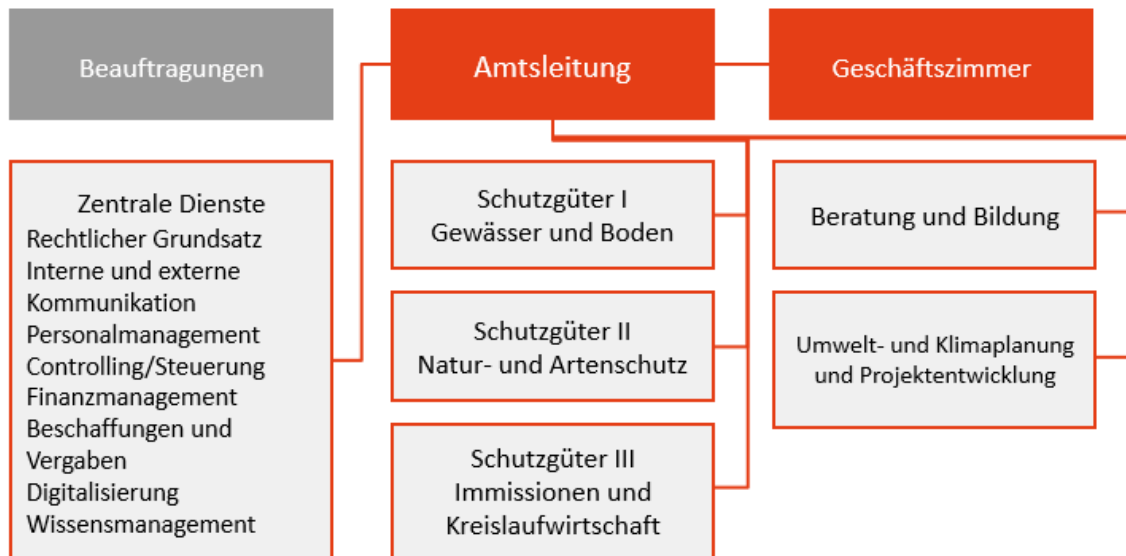 Beauftragungen
Amtsleitung
Geschäftszimmer
Zentrale Dienste
Rechtlicher Grundsatz
Interne und externe
Kommunikation
Personalmanagement
Controlling/Steuerung
Finanzmanagement
Beschaffungen und
Vergaben
Digitalisierung
Wissensmanagement
Schutzgüter I
Gewässer und Boden
Schutzgüter II
Natur- und Artenschutz
Schutzgüter III
Immissionen und
Kreislaufwirtschaft
Beratung und Bildung
Umwelt- und Klimaplanung
und Projektentwicklung